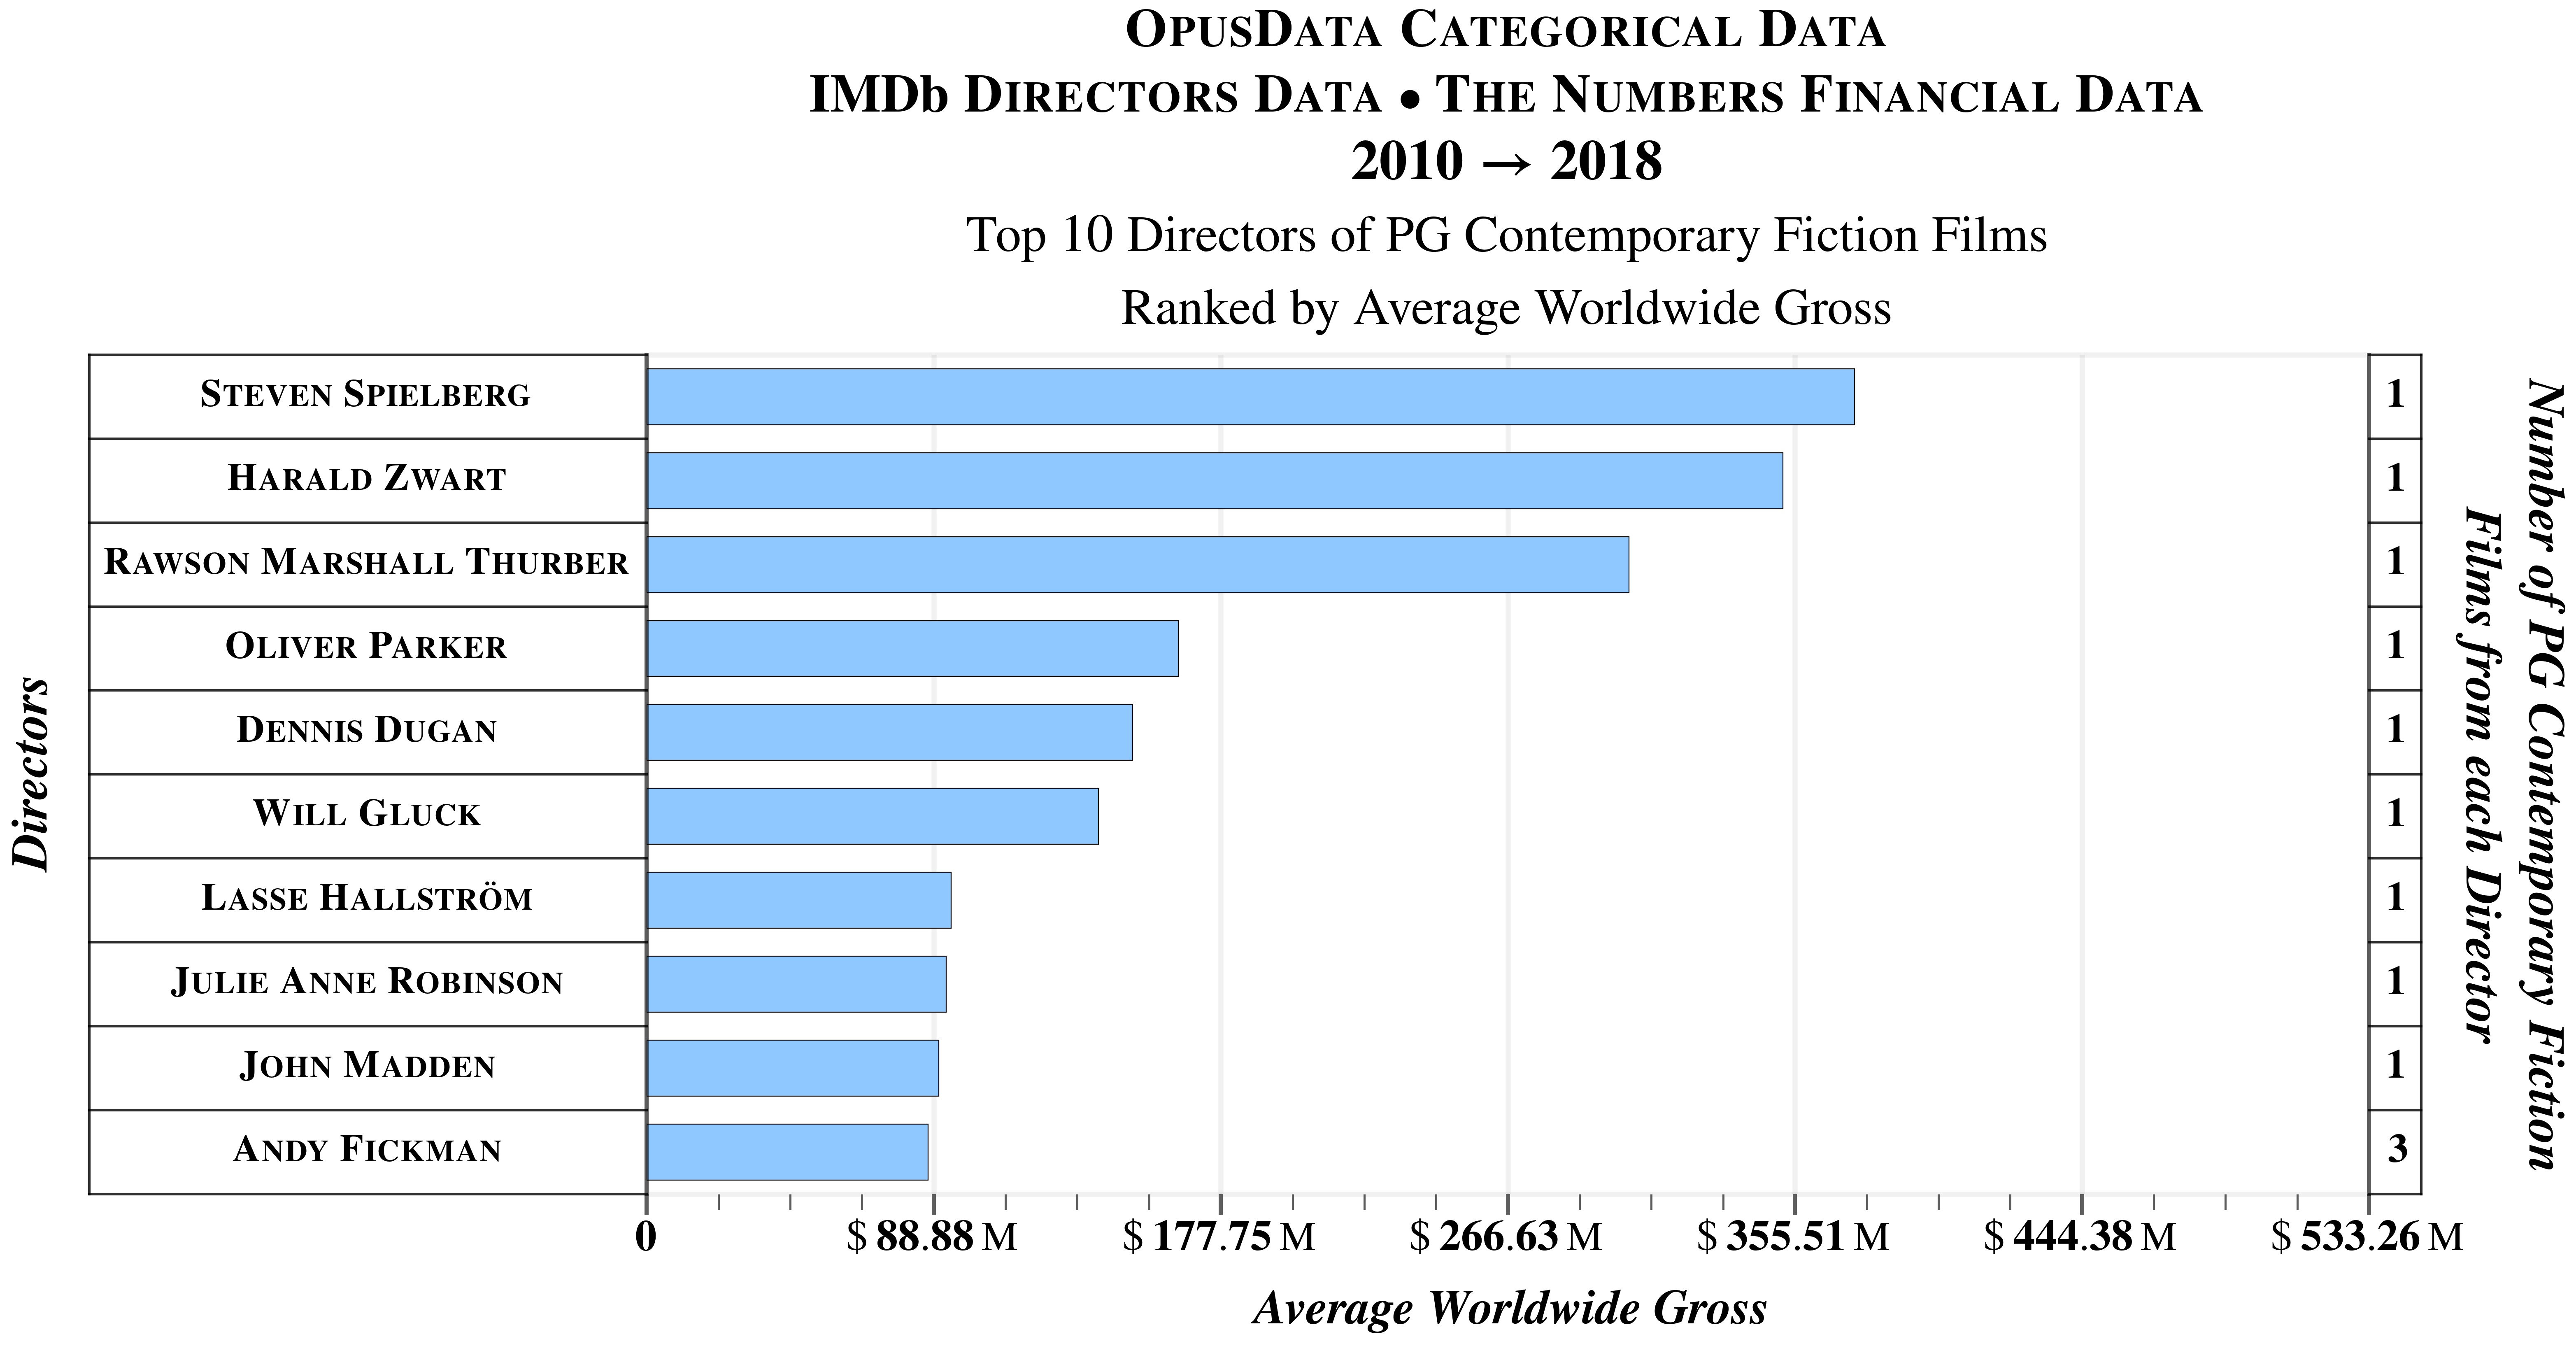 OpusData Categorical Data
IMDb Directors Data • The Numbers Financial Data
2010 → 2018
Top 10 Directors of PG Contemporary Fiction Films
Ranked by Average Worldwide Gross
Directors
Steven Spielberg 1
Harald Zwart 1
Rawson Marshall Thurber 1
Oliver Parker 1
Dennis Dugan 1
Will Gluck 1
Lasse Hallström 1
Julie Anne Robinson 1
John Madden 1
Andy Fickman 3
Number of PG Contemporary Fiction
Films from each Director
0 $ 88.88 M $ 177.75 M $ 266.63 M $ 355.51 M $ 444.38 M $ 533.26 M
Average Worldwide Gross